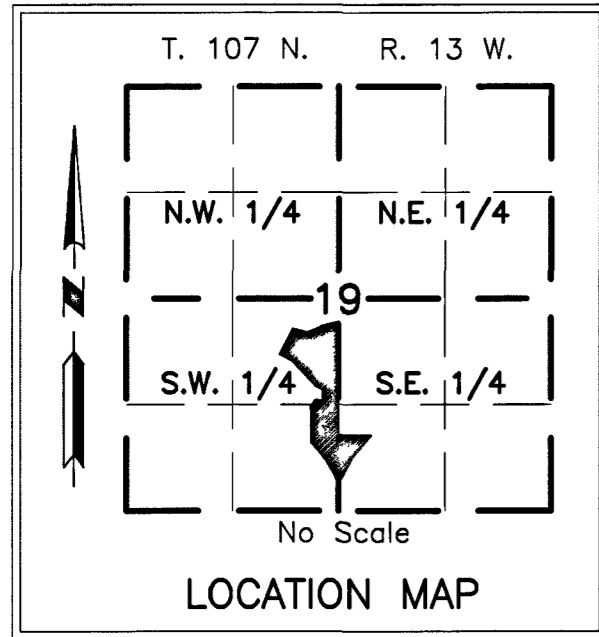 T. 107 N. R. 13 W.
N.W. 1/4 N.E. 1/4
N
19
S.W. 1/4 S.E. 1/4
No Scale
LOCATION MAP